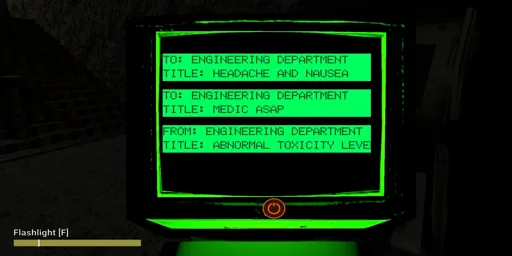 TO: ENGINEERING DEPARTMENT
TITLE: HEADACHE AND NAUSEA
TO: ENGINEERING DEPARTMENT
TITLE: MEDIC ASAP
FROM: ENGINEERING DEPARTMENT
TITLE: ABNORMAL TOXICITY LEVE
Flashlight [F]